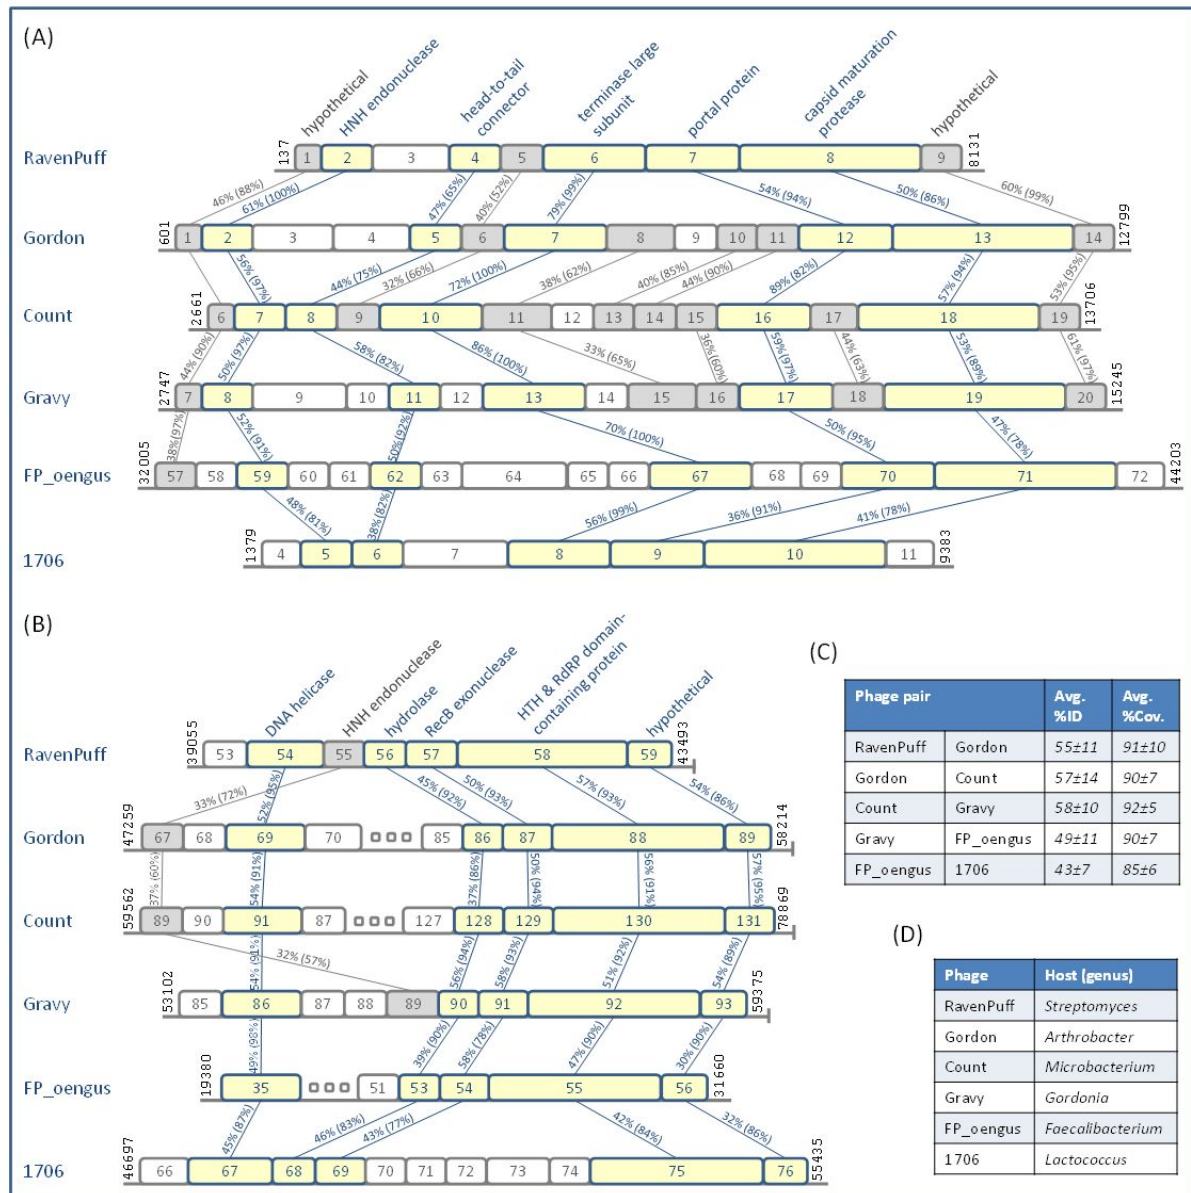 (A)
hypothetical
HNH endonuclease
head-to-tail
connector
terminase large
subunit
portal protein
capsid maturation
protease
hypothetical
RavenPuff
137
1 2 3 4 5 6 7 8 9
8131
46% (88%) 61% (100%) 47% (65%) 40% (52%) 79% (99%) 54% (94%) 50% (86%) 60% (99%)
Gordon
601
1 2 3 4 5 6 7 8 9 10 11 12 13 14
12799
56% (97%) 44% (75%) 32% (66%) 72% (100%) 38% (62%) 40% (85%) 44% (90%) 89% (82%) 57% (94%) 53% (95%)
Count
2661
6 7 8 9 10 11 12 13 14 15 16 17 18 19
13706
44% (90%) 50% (97%) 58% (82%) 86% (100%) 33% (65%) 36% (60%) 59% (97%) 44% (63%) 53% (89%) 61% (97%)
Gravy
2747
7 8 9 10 11 12 13 14 15 16 17 18 19 20
15245
38% (97%) 52% (91%) 50% (92%) 70% (100%) 50% (95%) 47% (78%)
FP_oengus
32005
57 58 59 60 61 62 63 64 65 66 67 68 69 70 71 72
44203
48% (81%) 38% (82%) 56% (99%) 36% (91%) 41% (78%)
1706
1379
4 5 6 7 8 9 10 11
9383
(B)
DNA helicase
HNH endonuclease
hydrolase
RecB exonuclease
HTH & RdRP domain-
containing protein
hypothetical
RavenPuff
39055
53 54 55 56 57 58 59
43493
33% (72%) 52% (95%) 45% (92%) 50% (93%) 57% (93%) 54% (86%)
Gordon
47259
67 68 69 70 85 86 87 88 89
58214
37% (60%) 54% (91%) 37% (86%) 50% (94%) 56% (91%) 57% (95%)
Count
59562
89 90 91 87 127 128 129 130 131
78869
54% (91%) 32% (57%) 56% (94%) 58% (93%) 51% (92%) 54% (89%)
Gravy
53102
85 86 87 88 89 90 91 92 93
59375
49% (98%) 39% (90%) 58% (78%) 47% (90%) 30% (90%)
FP_oengus
19380
35 51 53 54 55 56
31660
45% (87%) 46% (83%) 43% (77%) 42% (84%) 32% (86%)
1706
46697
66 67 68 69 70 71 72 73 74 75 76
55435
(C)
Phage pair Avg. %ID Avg. %Cov.
RavenPuff Gordon 55±11 91±10
Gordon Count 57±14 90±7
Count Gravy 58±10 92±5
Gravy FP_oengus 49±11 90±7
FP_oengus 1706 43±7 85±6
(D)
Phage Host (genus)
RavenPuff Streptomyces
Gordon Arthrobacter
Count Microbacterium
Gravy Gordonia
FP_oengus Faecalibacterium
1706 Lactococcus